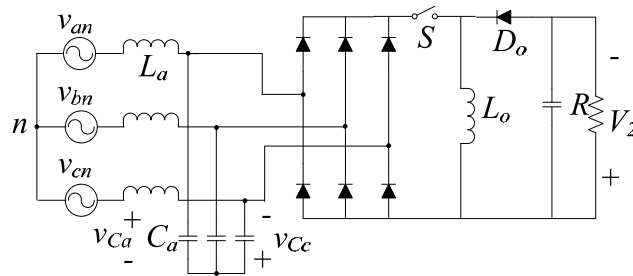 v_an
L_a
S
D_o
-
v_bn
n
L_o
R
V_2
v_cn
+
+
-
v_Ca
C_a
v_Cc
-
+